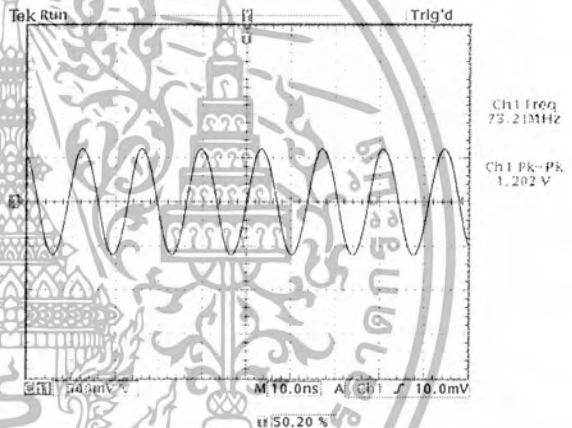 Tek Run Trig'd
Ch1 Freq
73.21MHz
Ch1 Pk-Pk
1.202 V
Ch1 500mV M 10.0ns A Ch1 10.0mV
50.20 %